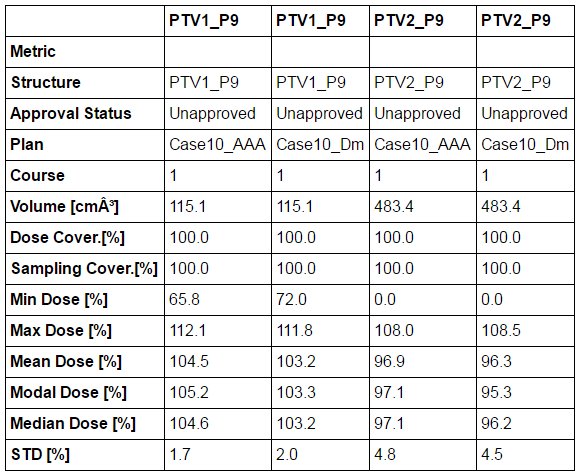 PTV1_P9 PTV1_P9 PTV2_P9 PTV2_P9
Metric
Structure PTV1_P9 PTV1_P9 PTV2_P9 PTV2_P9
Approval Status Unapproved Unapproved Unapproved Unapproved
Plan Case10_AAA Case10_Dm Case10_AAA Case10_Dm
Course 1 1 1 1
Volume [cmÂ³] 115.1 115.1 483.4 483.4
Dose Cover.[%] 100.0 100.0 100.0 100.0
Sampling Cover.[%] 100.0 100.0 100.0 100.0
Min Dose [%] 65.8 72.0 0.0 0.0
Max Dose [%] 112.1 111.8 108.0 108.5
Mean Dose [%] 104.5 103.2 96.9 96.3
Modal Dose [%] 105.2 103.3 97.1 95.3
Median Dose [%] 104.6 103.2 97.1 96.2
STD [%] 1.7 2.0 4.8 4.5